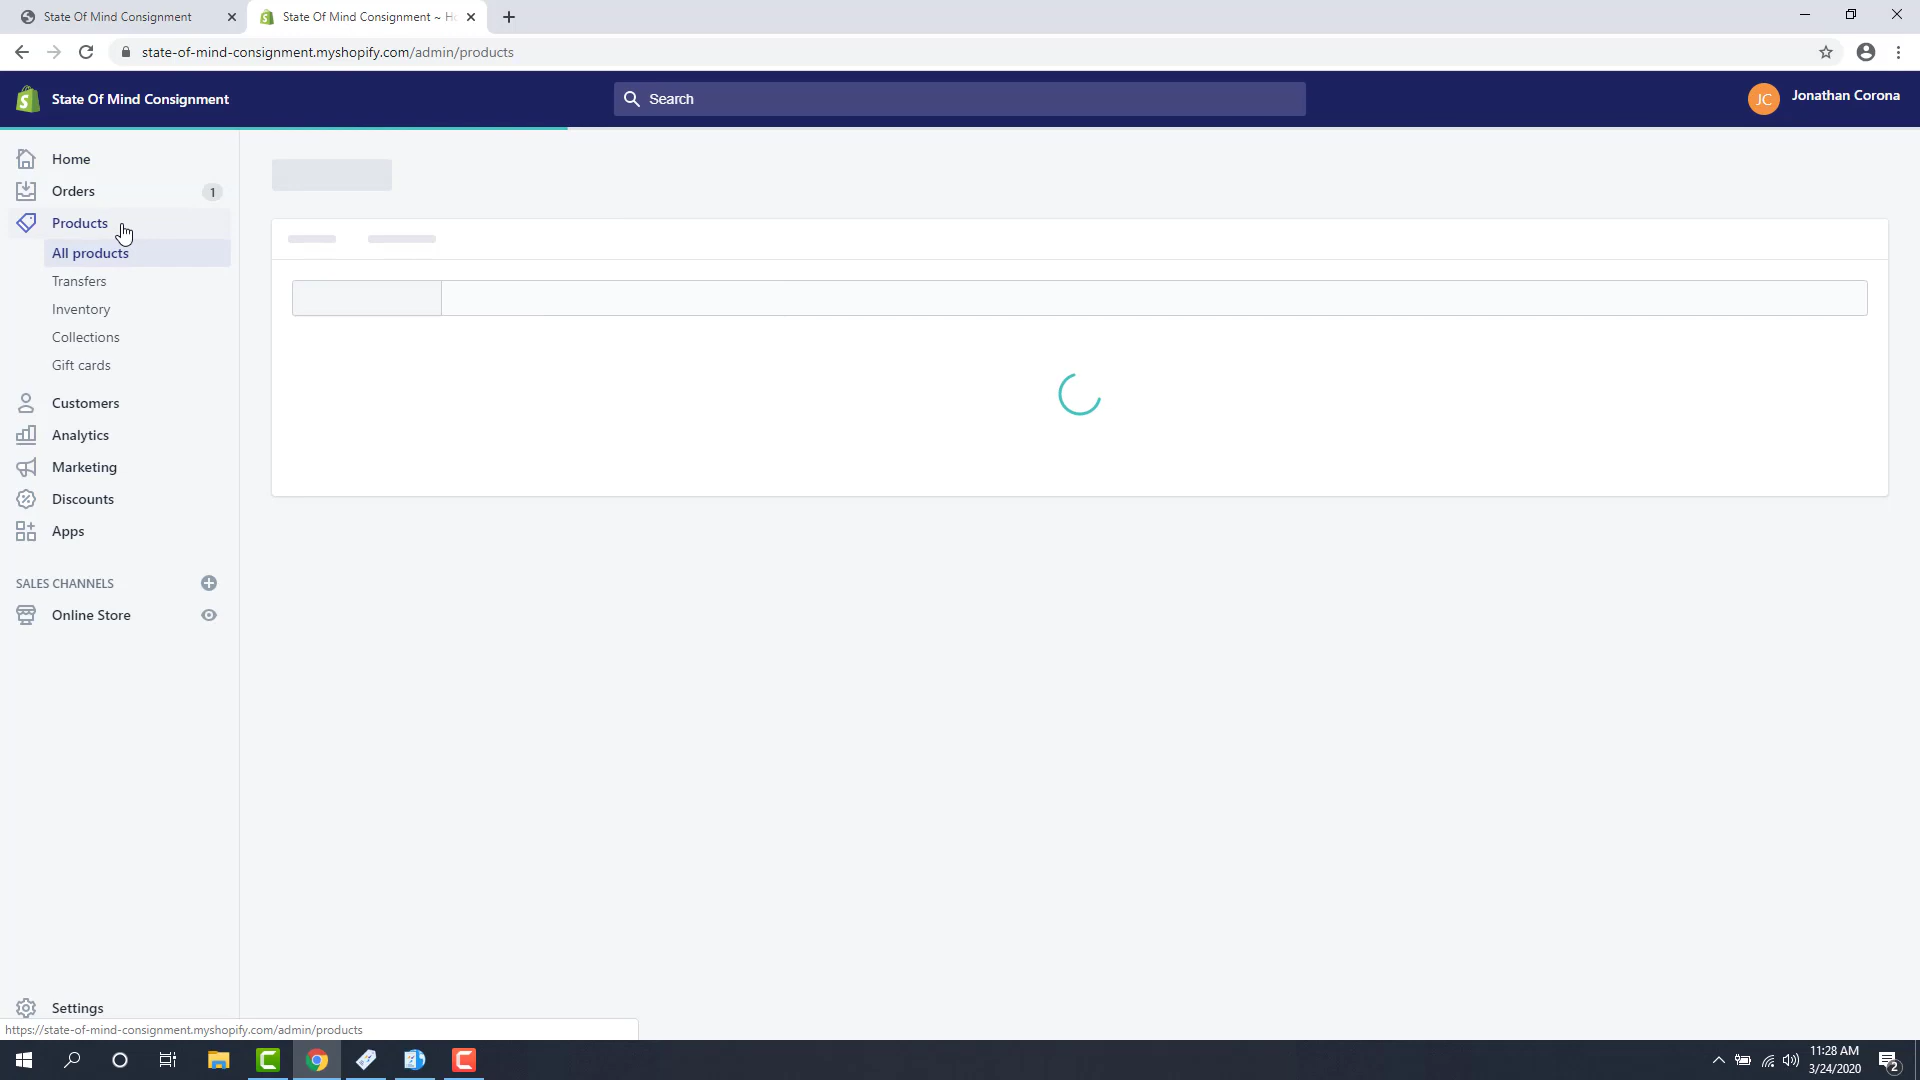 State Of Mind Consignment
State Of Mind Consignment ~ Ho
state-of-mind-consignment.myshopify.com/admin/products
State Of Mind Consignment
Search
JC
Jonathan Corona
Home
Orders
1
Products
All products
Transfers
Inventory
Collections
Gift cards
Customers
Analytics
Marketing
Discounts
Apps
SALES CHANNELS
Online Store
Settings
https://state-of-mind-consignment.myshopify.com/admin/products
11:28 AM
3/24/2020
2